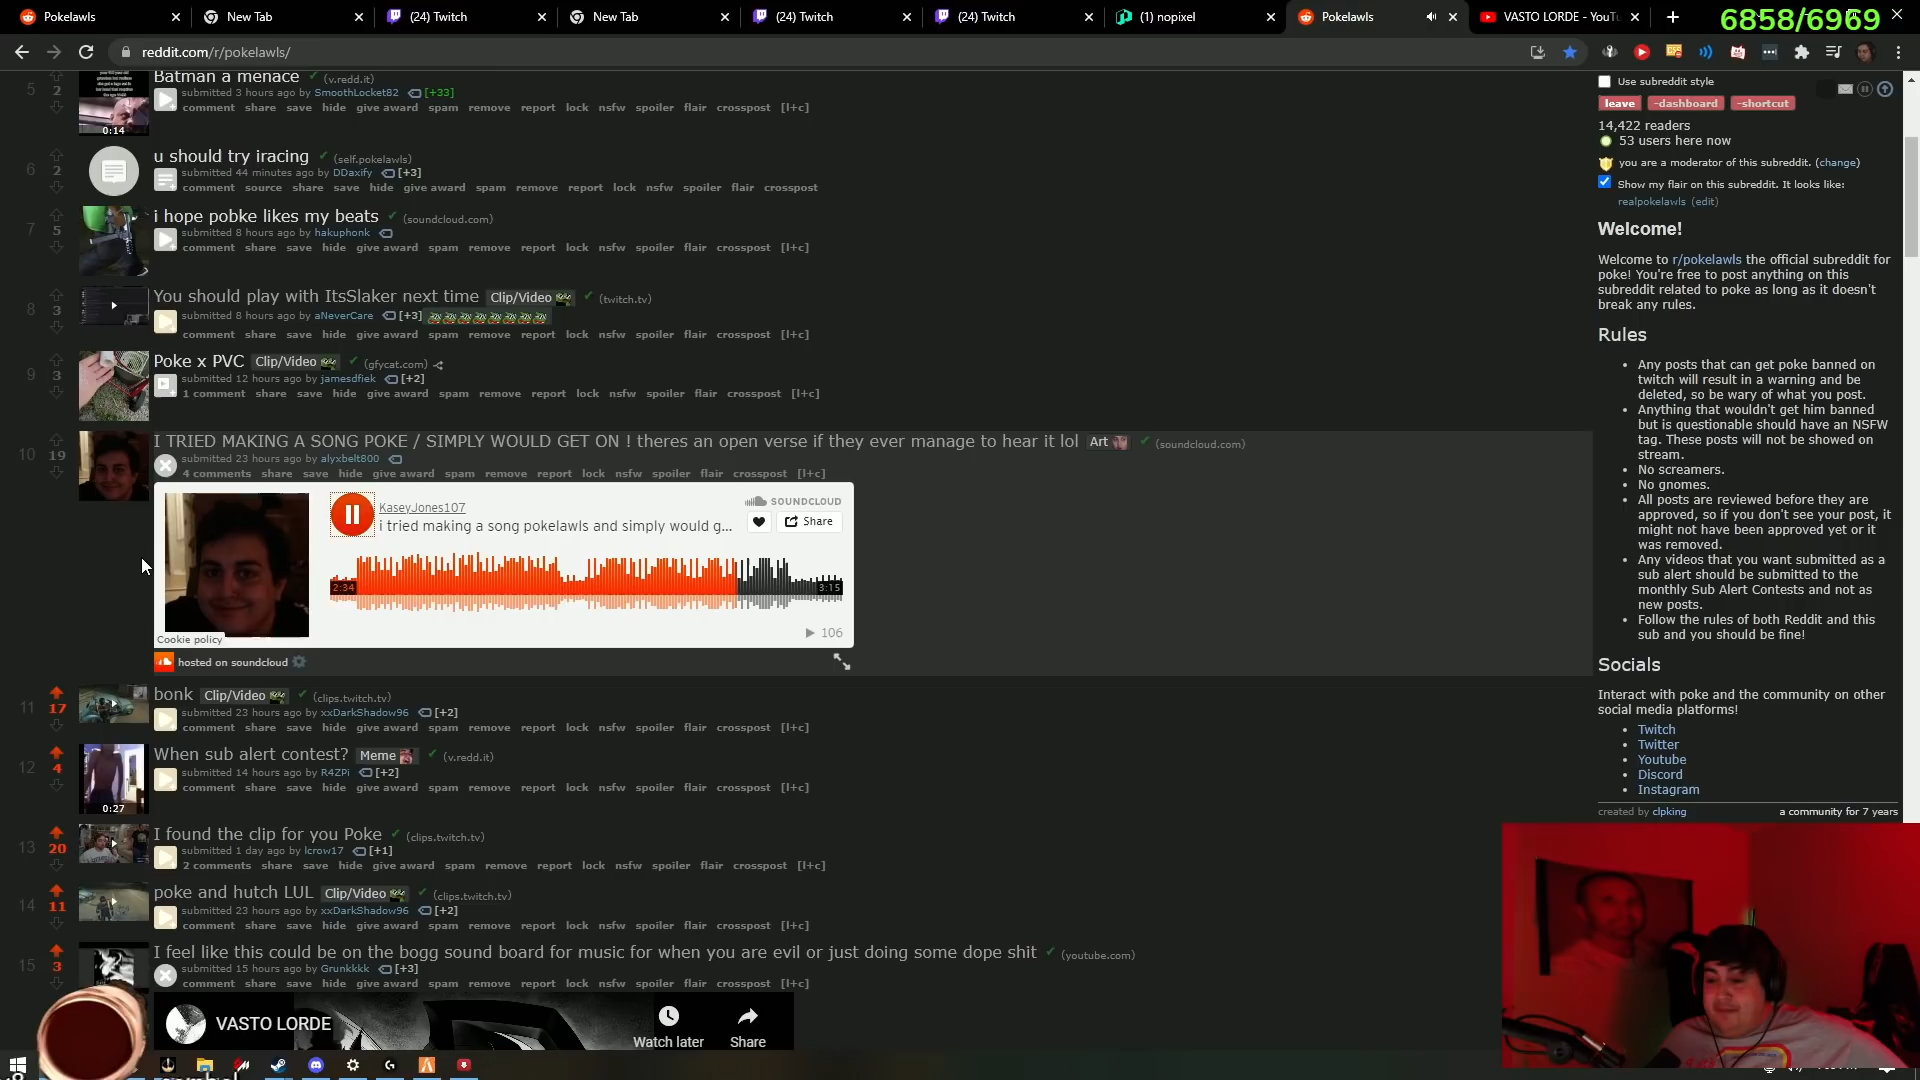 Pokelawls
New Tab
(24) Twitch
New Tab
(24) Twitch
(24) Twitch
(1) nopixel
Pokelawls
VASTO LORDE - YouTu
6858/6969
reddit.com/r/pokelawls/
5
2
0:14
Batman a menace (v.redd.it)
submitted 3 hours ago by SmoothLocket82 [+33]
comment share save hide give award spam remove report lock nsfw spoiler flair crosspost [l+c]
6
2
u should try iracing (self.pokelawls)
submitted 44 minutes ago by DDaxify [+3]
comment source share save hide give award spam remove report lock nsfw spoiler flair crosspost
7
5
i hope pobke likes my beats (soundcloud.com)
submitted 8 hours ago by hakuphonk
comment share save hide give award spam remove report lock nsfw spoiler flair crosspost [l+c]
8
3
You should play with ItsSlaker next time Clip/Video (twitch.tv)
submitted 8 hours ago by aNeverCare [+3]
comment share save hide give award spam remove report lock nsfw spoiler flair crosspost [l+c]
9
3
Poke x PVC Clip/Video (gfycat.com)
submitted 12 hours ago by jamesdfiek [+2]
1 comment share save hide give award spam remove report lock nsfw spoiler flair crosspost [l+c]
10
19
I TRIED MAKING A SONG POKE / SIMPLY WOULD GET ON ! theres an open verse if they ever manage to hear it lol Art (soundcloud.com)
submitted 23 hours ago by alyxbelt800
4 comments share save hide give award spam remove report lock nsfw spoiler flair crosspost [l+c]
KaseyJones107
i tried making a song pokelawls and simply would g...
SOUNDCLOUD
Share
2:34
3:15
106
Cookie policy
hosted on soundcloud
11
17
bonk Clip/Video (clips.twitch.tv)
submitted 23 hours ago by xxDarkShadow96 [+2]
comment share save hide give award spam remove report lock nsfw spoiler flair crosspost [l+c]
12
4
0:27
When sub alert contest? Meme (v.redd.it)
submitted 14 hours ago by R4ZPi [+2]
comment share save hide give award spam remove report lock nsfw spoiler flair crosspost [l+c]
13
20
I found the clip for you Poke (clips.twitch.tv)
submitted 1 day ago by lcrow17 [+1]
2 comments share save hide give award spam remove report lock nsfw spoiler flair crosspost [l+c]
14
11
poke and hutch LUL Clip/Video (clips.twitch.tv)
submitted 23 hours ago by xxDarkShadow96 [+2]
comment share save hide give award spam remove report lock nsfw spoiler flair crosspost [l+c]
15
3
I feel like this could be on the bogg sound board for music for when you are evil or just doing some dope shit (youtube.com)
submitted 15 hours ago by Grunkkkk [+3]
comment share save hide give award spam remove report lock nsfw spoiler flair crosspost [l+c]
VASTO LORDE
Watch later
Share
Use subreddit style
leave -dashboard -shortcut
14,422 readers
53 users here now
you are a moderator of this subreddit. (change)
Show my flair on this subreddit. It looks like:
realpokelawls (edit)
Welcome!
Welcome to r/pokelawls the official subreddit for
poke! You're free to post anything on this
subreddit related to poke as long as it doesn't
break any rules.
Rules
Any posts that can get poke banned on
twitch will result in a warning and be
deleted, so be wary of what you post.
Anything that wouldn't get him banned
but is questionable should have an NSFW
tag. These posts will not be showed on
stream.
No screamers.
No gnomes.
All posts are reviewed before they are
approved, so if you don't see your post, it
might not have been approved yet or it
was removed.
Any videos that you want submitted as a
sub alert should be submitted to the
monthly Sub Alert Contests and not as
new posts.
Follow the rules of both Reddit and this
sub and you should be fine!
Socials
Interact with poke and the community on other
social media platforms!
Twitch
Twitter
Youtube
Discord
Instagram
created by clpking
a community for 7 years